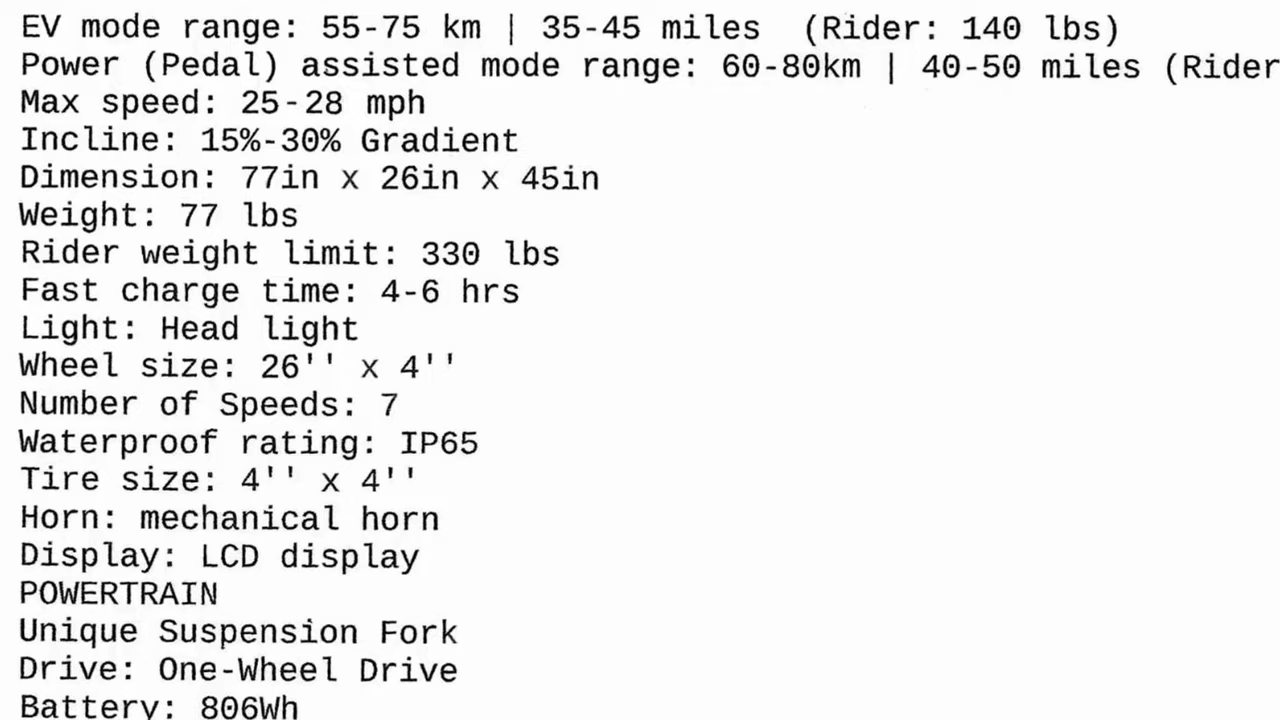 EV mode range: 55-75 km | 35-45 miles  (Rider: 140 lbs)
Power (Pedal) assisted mode range: 60-80km | 40-50 miles (Rider
Max speed: 25-28 mph
Incline: 15%-30% Gradient
Dimension: 77in x 26in x 45in
Weight: 77 lbs
Rider weight limit: 330 lbs
Fast charge time: 4-6 hrs
Light: Head light
Wheel size: 26'' x 4''
Number of Speeds: 7
Waterproof rating: IP65
Tire size: 4'' x 4''
Horn: mechanical horn
Display: LCD display
POWERTRAIN
Unique Suspension Fork
Drive: One-Wheel Drive
Battery: 806Wh